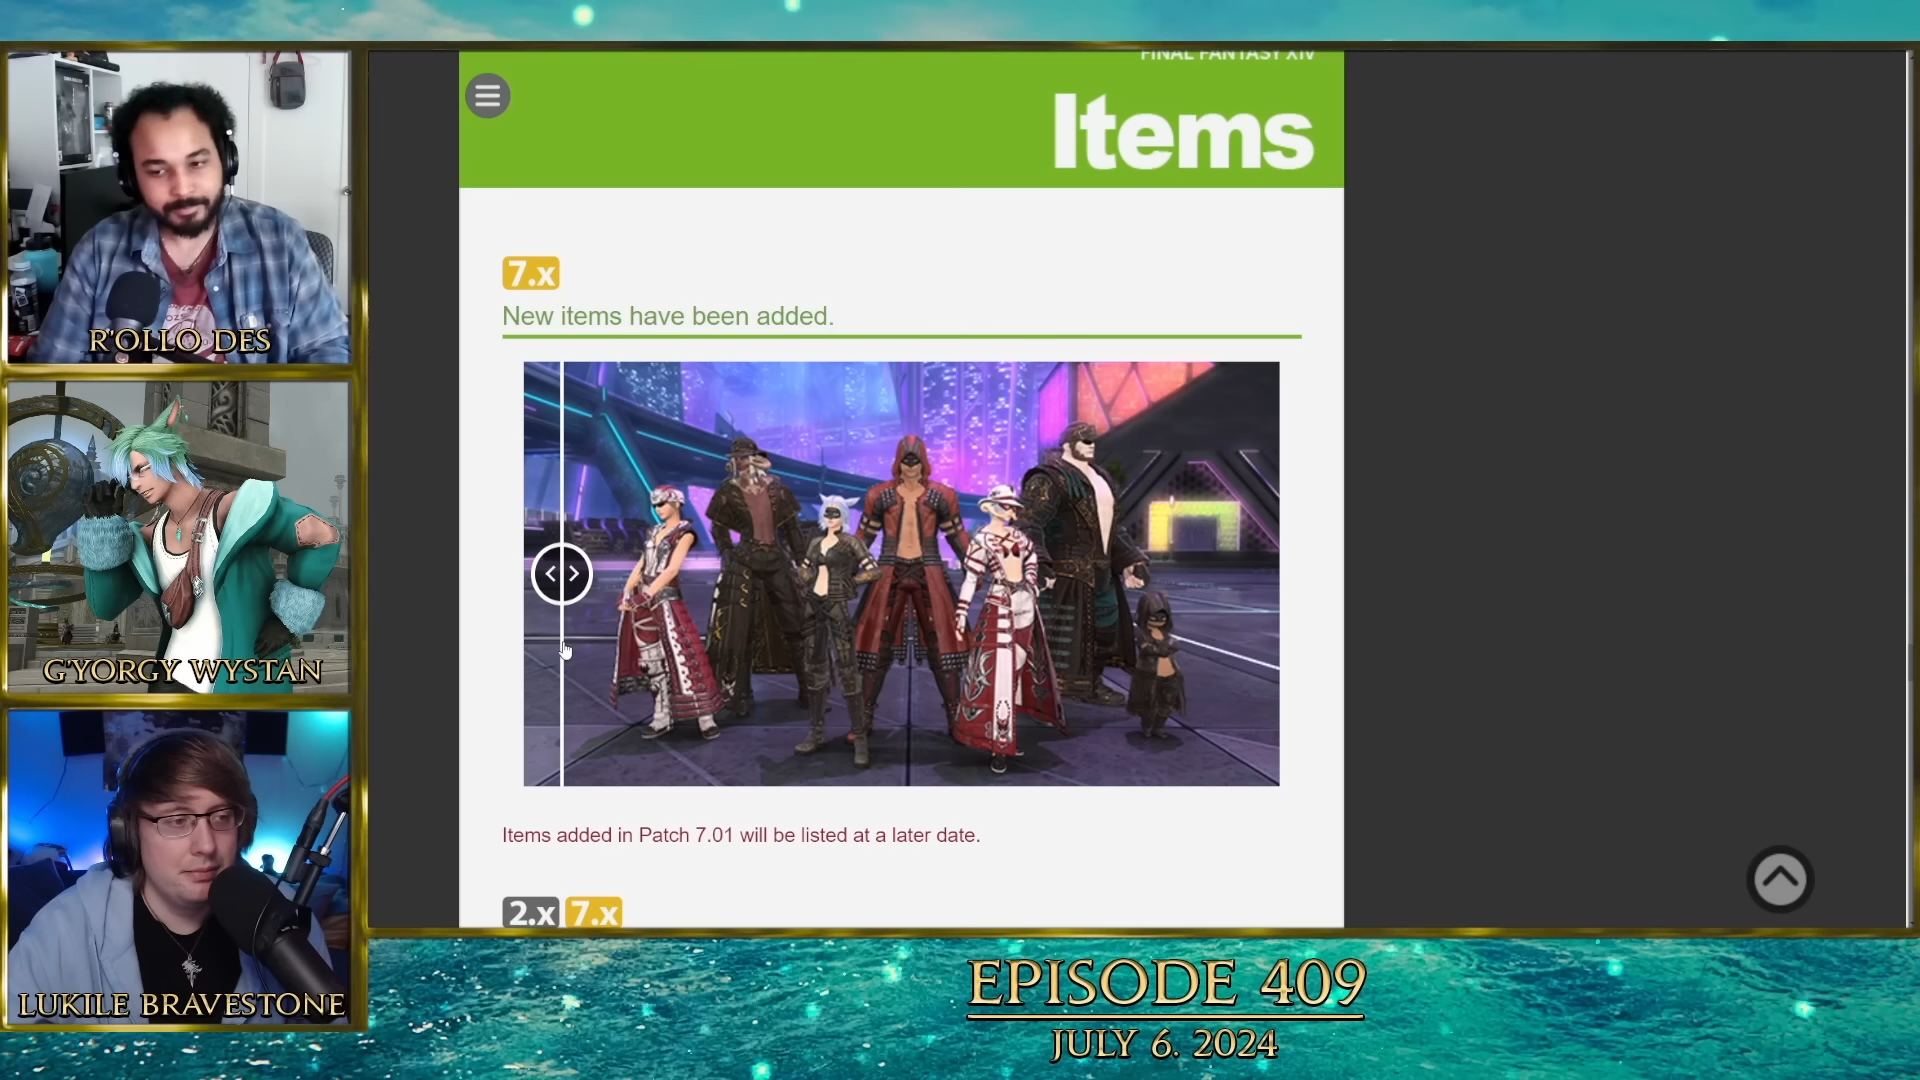 R'OLLO DES
G'YORGY WYSTAN
LUKILE BRAVESTONE
FINAL FANTASY XIV
Items
7.x
New items have been added.
Items added in Patch 7.01 will be listed at a later date.
2.x 7.x
EPISODE 409
JULY 6. 2024